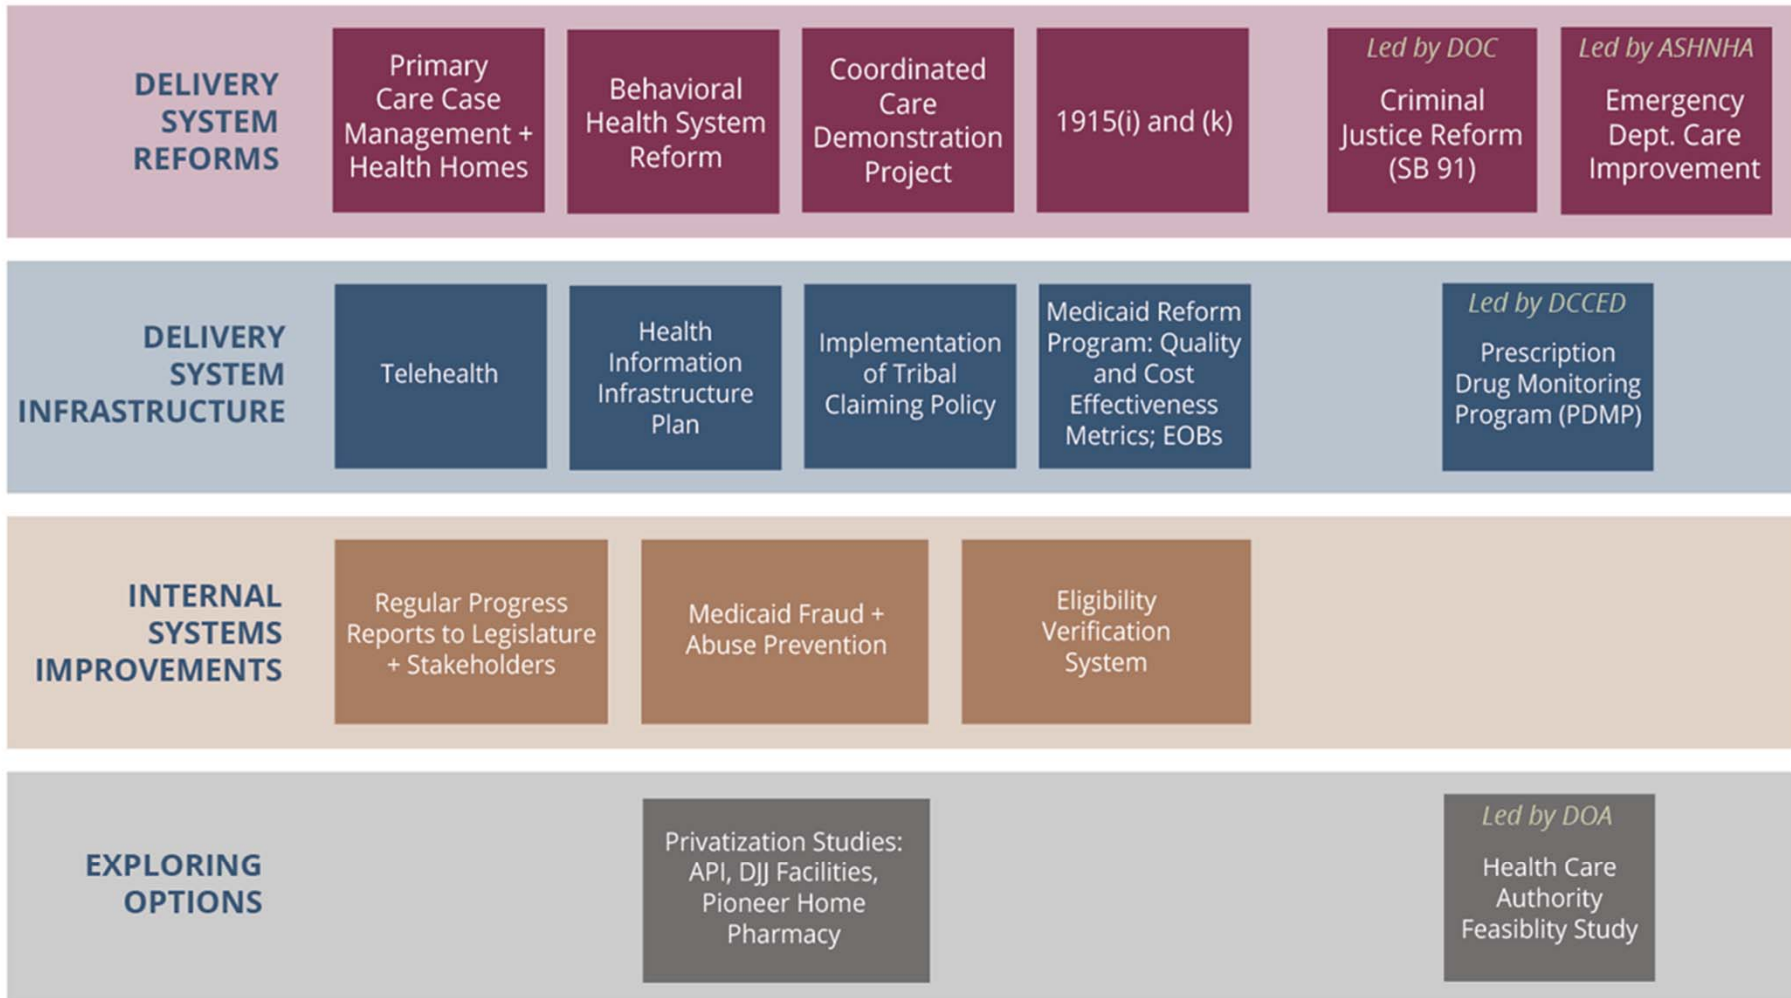 DELIVERY
SYSTEM
REFORMS
Primary
Care Case
Management +
Health Homes
Behavioral
Health System
Reform
Coordinated
Care
Demonstration
Project
1915(i) and (k)
Led by DOC
Criminal
Justice Reform
(SB 91)
Led by ASHNHA
Emergency
Dept. Care
Improvement
DELIVERY
SYSTEM
INFRASTRUCTURE
Telehealth
Health
Information
Infrastructure
Plan
Implementation
of Tribal
Claiming Policy
Medicaid Reform
Program: Quality
and Cost
Effectiveness
Metrics; EOBs
Led by DCCED
Prescription
Drug Monitoring
Program (PDMP)
INTERNAL
SYSTEMS
IMPROVEMENTS
Regular Progress
Reports to Legislature
+ Stakeholders
Medicaid Fraud +
Abuse Prevention
Eligibility
Verification
System
EXPLORING
OPTIONS
Privatization Studies:
API, DJJ Facilities,
Pioneer Home
Pharmacy
Led by DOA
Health Care
Authority
Feasiblity Study